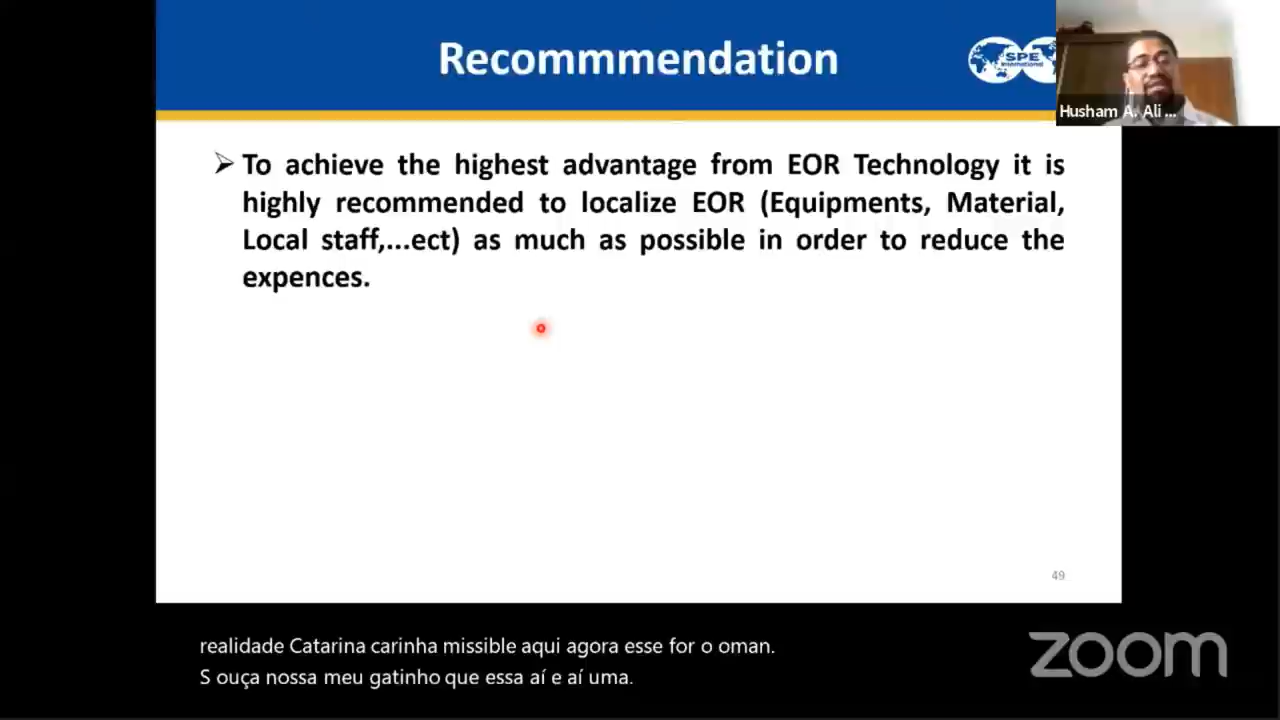 Recommmendation
SPE
International
Husham A. Ali ...
➢ To achieve the highest advantage from EOR Technology it is
highly recommended to localize EOR (Equipments, Material,
Local staff,...ect) as much as possible in order to reduce the
expences.
49
realidade Catarina carinha missible aqui agora esse for o oman.
S ouça nossa meu gatinho que essa aí e aí uma.
zoom